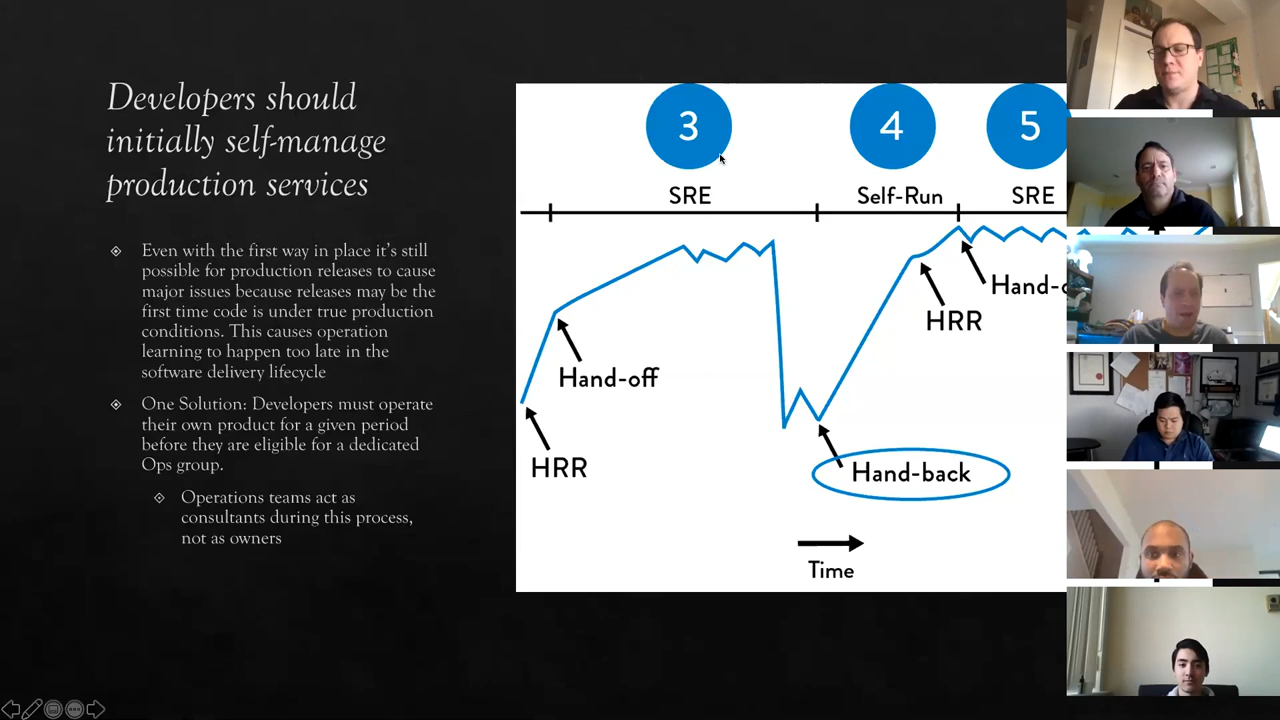 Developers should
initially self-manage
production services
Even with the first way in place it's still
possible for production releases to cause
major issues because releases may be the
first time code is under true production
conditions. This causes operation
learning to happen too late in the
software delivery lifecycle
One Solution: Developers must operate
their own product for a given period
before they are eligible for a dedicated
Ops group.
Operations teams act as
consultants during this process,
not as owners
3 4 5
SRE Self-Run SRE
Hand-o
HRR
Hand-off
HRR
Hand-back
Time